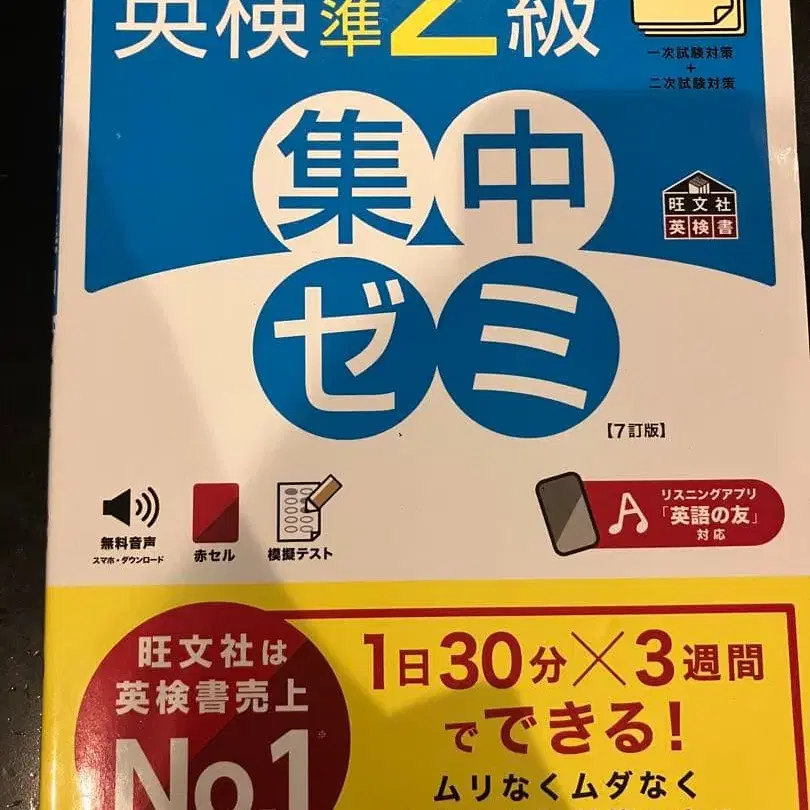 英検準2級
一次試験対策
+
二次試験対策
集中
ゼミ
旺文社
英検書
【7訂版】
無料音声
スマホ・ダウンロード
赤セル
模擬テスト
リスニングアプリ
「英語の友」
対応
旺文社は
英検書売上
No.1
※
1日30分×3週間
でできる!
ムリなくムダなく